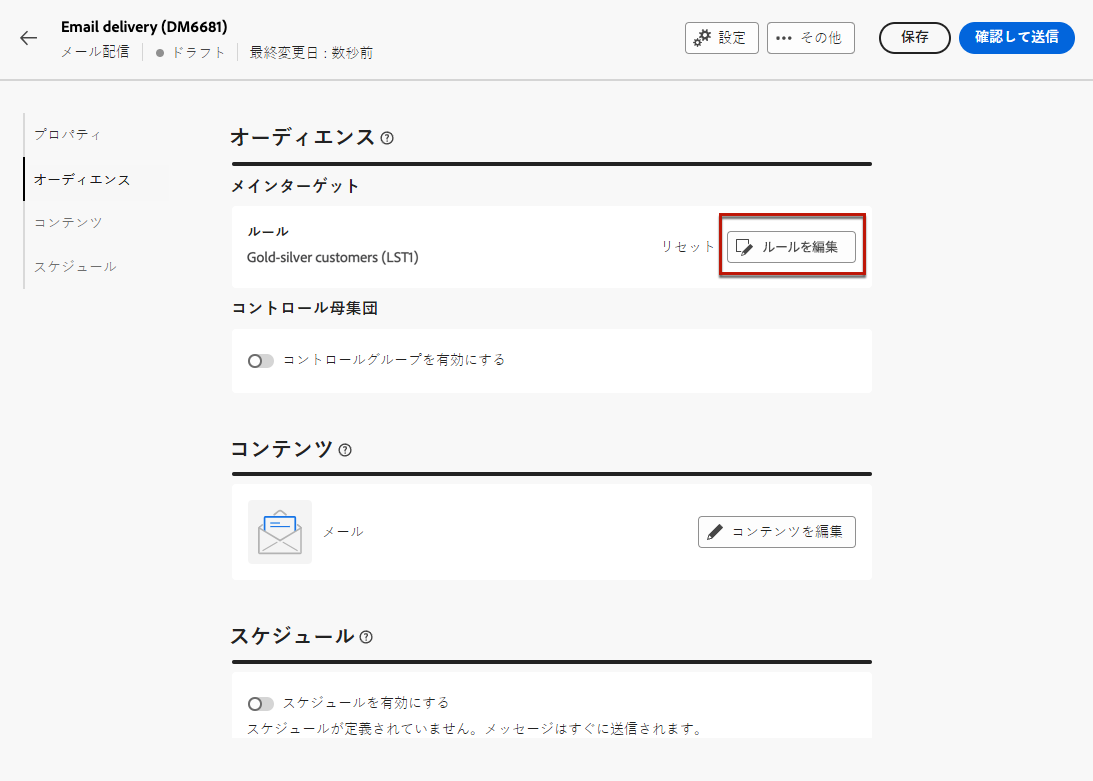 Email delivery (DM6681)
メール配信 ドラフト 最終変更日 : 数秒前
設定
その他
保存
確認して送信
プロパティ
オーディエンス
コンテンツ
スケジュール
オーディエンス
メインターゲット
ルール
Gold-silver customers (LST1)
リセット
ルールを編集
コントロール母集団
コントロールグループを有効にする
コンテンツ
メール
コンテンツを編集
スケジュール
スケジュールを有効にする
スケジュールが定義されていません。メッセージはすぐに送信されます。